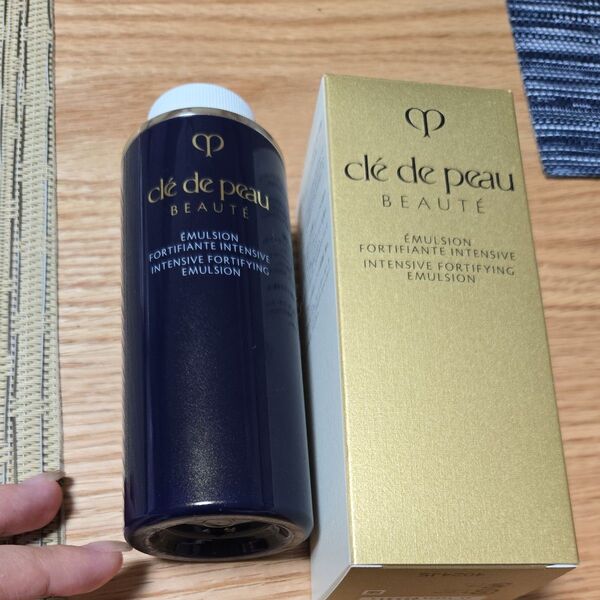 clé de peau
BEAUTÉ
ÉMULSION
FORTIFIANTE INTENSIVE
INTENSIVE FORTIFYING
EMULSION
clé de peau
BEAUTÉ
ÉMULSION
FORTIFIANTE INTENSIVE
INTENSIVE FORTIFYING
EMULSION